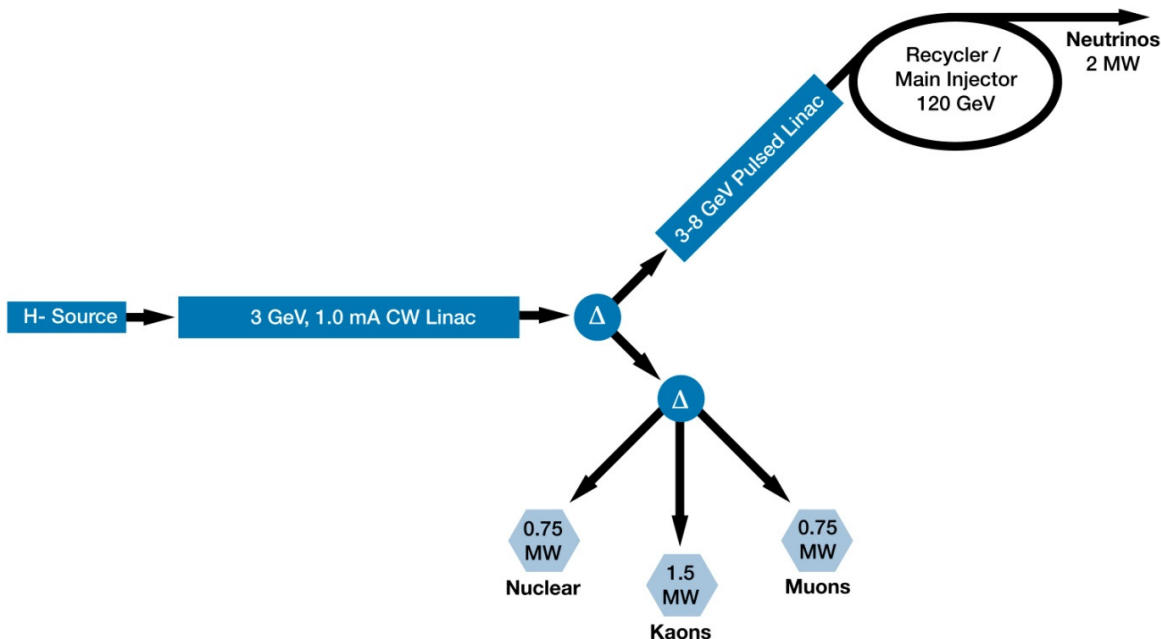 Neutrinos
2 MW
Recycler /
Main Injector
120 GeV
3-8 GeV Pulsed Linac
H- Source
3 GeV, 1.0 mA CW Linac
Δ
Δ
0.75
MW
Nuclear
1.5
MW
Kaons
0.75
MW
Muons